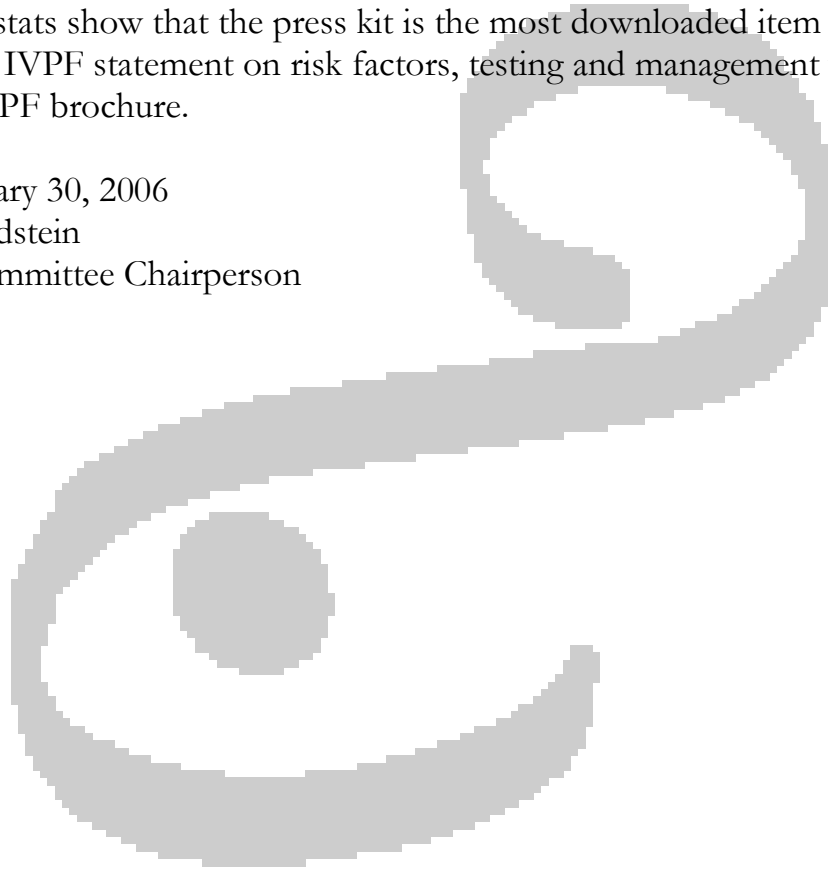 stats show that the press kit is the most downloaded item
IVPF statement on risk factors, testing and management
PF brochure.
ary 30, 2006
dstein
mmittee Chairperson